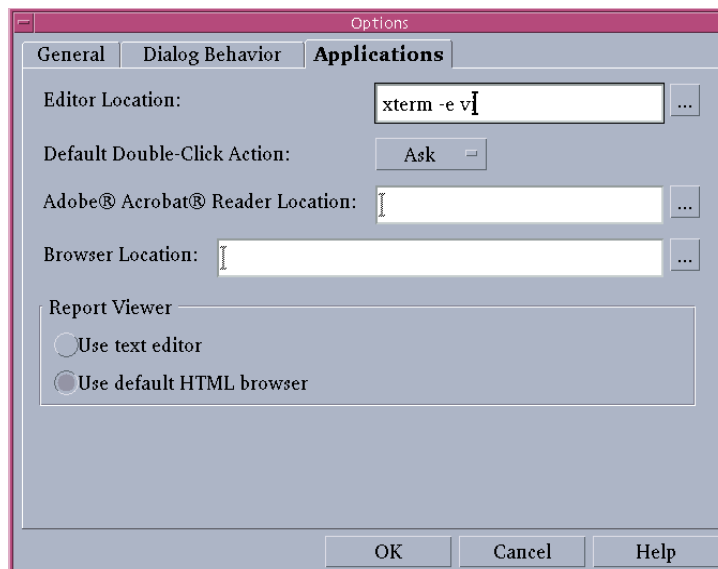 Options
General Dialog Behavior Applications
Editor Location: xterm -e vi ...
Default Double-Click Action: Ask
Adobe® Acrobat® Reader Location: ...
Browser Location: ...
Report Viewer
Use text editor
Use default HTML browser
OK Cancel Help